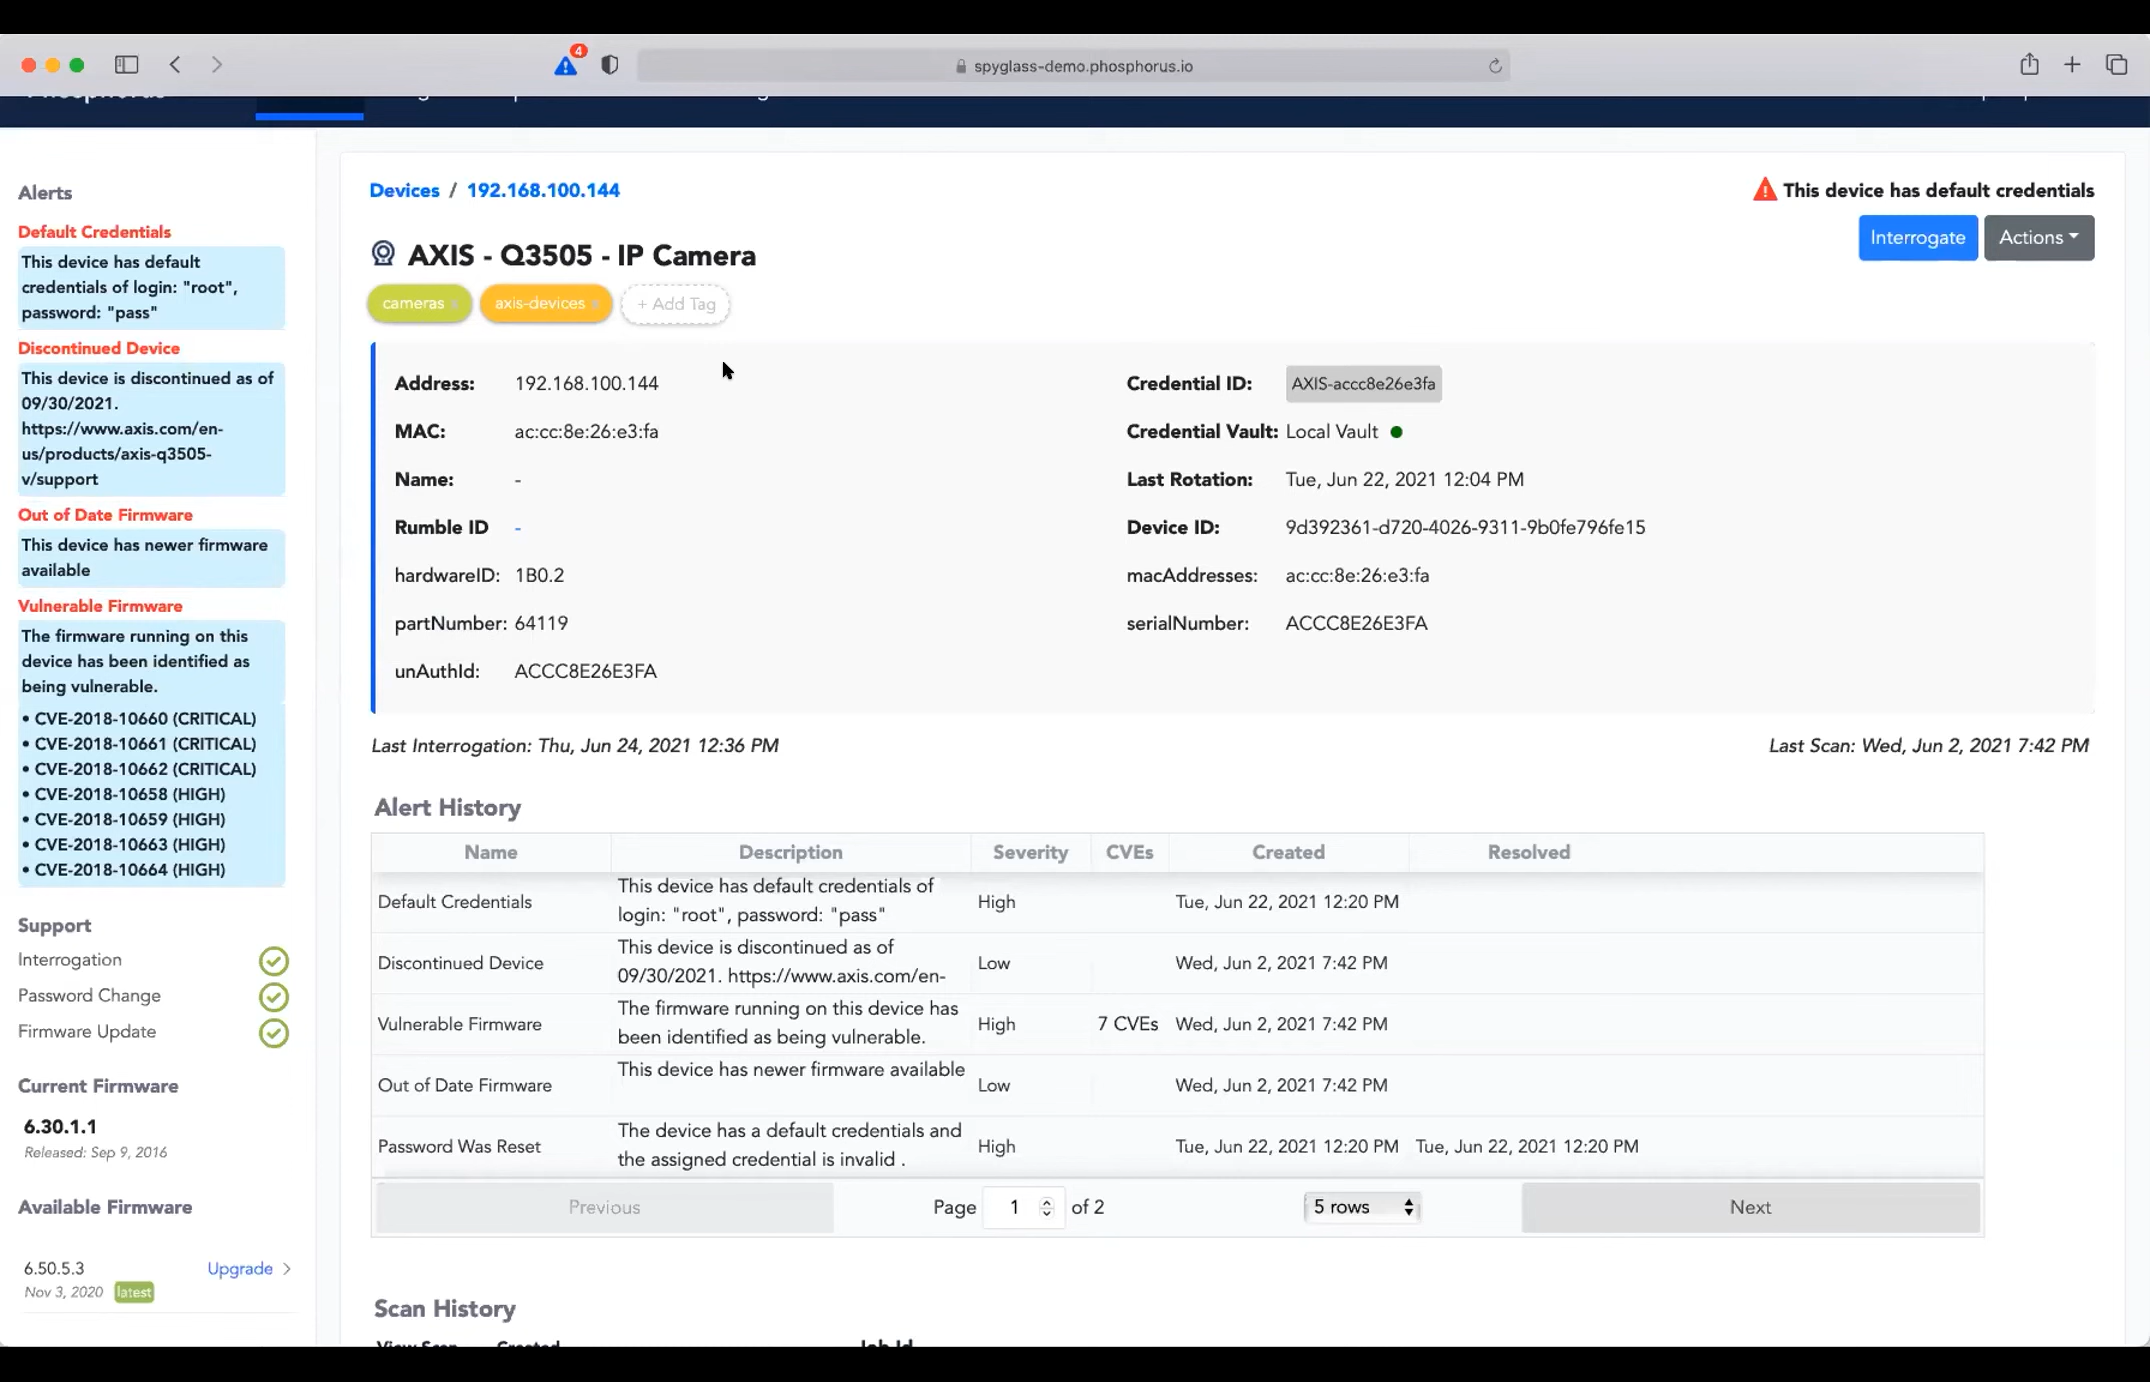 4
spyglass-demo.phosphorus.io
Alerts
Default Credentials
This device has default
credentials of login: "root",
password: "pass"
Discontinued Device
This device is discontinued as of
09/30/2021.
https://www.axis.com/en-
us/products/axis-q3505-
v/support
Out of Date Firmware
This device has newer firmware
available
Vulnerable Firmware
The firmware running on this
device has been identified as
being vulnerable.
• CVE-2018-10660 (CRITICAL)
• CVE-2018-10661 (CRITICAL)
• CVE-2018-10662 (CRITICAL)
• CVE-2018-10658 (HIGH)
• CVE-2018-10659 (HIGH)
• CVE-2018-10663 (HIGH)
• CVE-2018-10664 (HIGH)
Support
Interrogation
Password Change
Firmware Update
Current Firmware
6.30.1.1
Released: Sep 9, 2016
Available Firmware
6.50.5.3 Upgrade >
Nov 3, 2020 latest
Devices / 192.168.100.144
This device has default credentials
Interrogate Actions
AXIS - Q3505 - IP Camera
cameras × axis-devices × + Add Tag
Address: 192.168.100.144
MAC: ac:cc:8e:26:e3:fa
Name: -
Rumble ID -
hardwareID: 1B0.2
partNumber: 64119
unAuthId: ACCC8E26E3FA
Credential ID: AXIS-accc8e26e3fa
Credential Vault: Local Vault
Last Rotation: Tue, Jun 22, 2021 12:04 PM
Device ID: 9d392361-d720-4026-9311-9b0fe796fe15
macAddresses: ac:cc:8e:26:e3:fa
serialNumber: ACCC8E26E3FA
Last Interrogation: Thu, Jun 24, 2021 12:36 PM
Last Scan: Wed, Jun 2, 2021 7:42 PM
Alert History
Name Description Severity CVEs Created Resolved
Default Credentials This device has default credentials of
login: "root", password: "pass" High Tue, Jun 22, 2021 12:20 PM
Discontinued Device This device is discontinued as of
09/30/2021. https://www.axis.com/en- Low Wed, Jun 2, 2021 7:42 PM
Vulnerable Firmware The firmware running on this device has
been identified as being vulnerable. High 7 CVEs Wed, Jun 2, 2021 7:42 PM
Out of Date Firmware This device has newer firmware available Low Wed, Jun 2, 2021 7:42 PM
Password Was Reset The device has a default credentials and
the assigned credential is invalid . High Tue, Jun 22, 2021 12:20 PM Tue, Jun 22, 2021 12:20 PM
Previous Page 1 of 2 5 rows Next
Scan History
View Scan Created Job Id